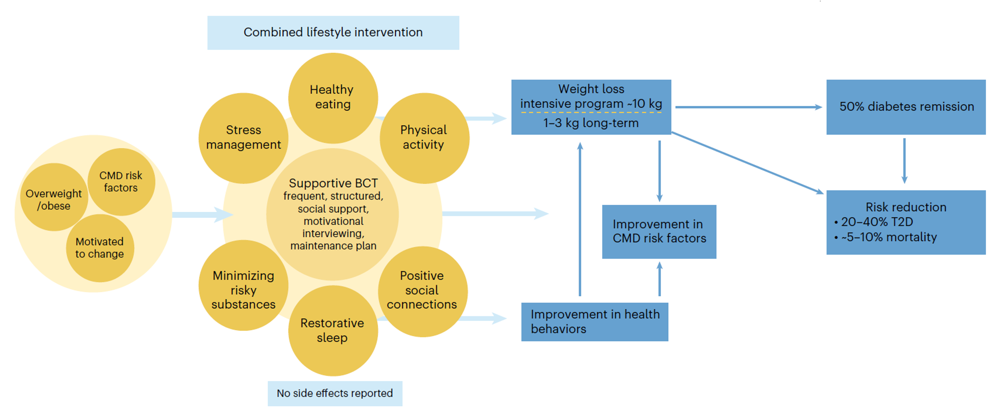 Combined lifestyle intervention
Healthy
eating
Stress
management
Physical
activity
CMD risk
factors
Overweight
/obese
Motivated
to change
Supportive BCT
frequent, structured,
social support,
motivational
interviewing,
maintenance plan
Minimizing
risky
substances
Positive
social
connections
Restorative
sleep
No side effects reported
Weight loss
intensive program ~10 kg
1–3 kg long-term
50% diabetes remission
Improvement in
CMD risk factors
Risk reduction
• 20–40% T2D
• ~5–10% mortality
Improvement in health
behaviors